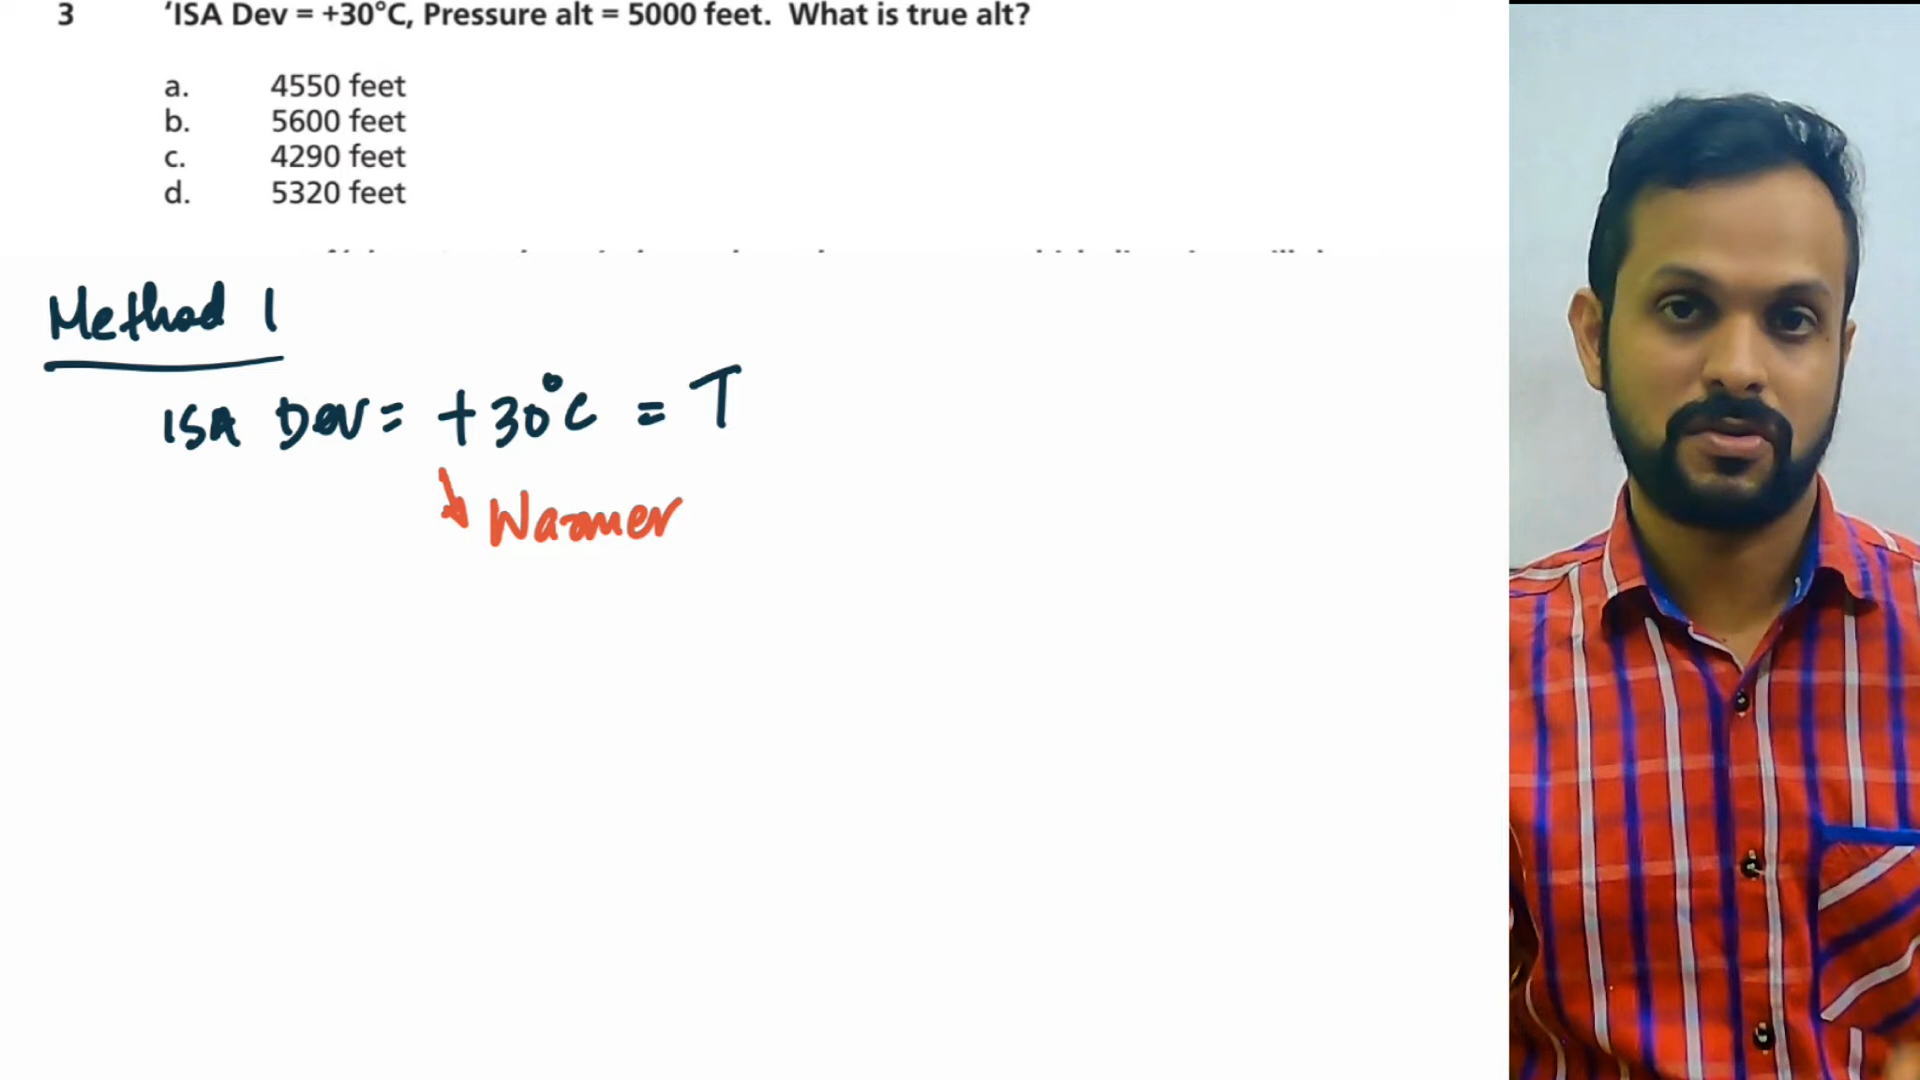 3 ‘ISA Dev = +30°C, Pressure alt = 5000 feet. What is true alt?
a. 4550 feet
b. 5600 feet
c. 4290 feet
d. 5320 feet
Method 1
ISA Dev = +30°C = T
Warmer